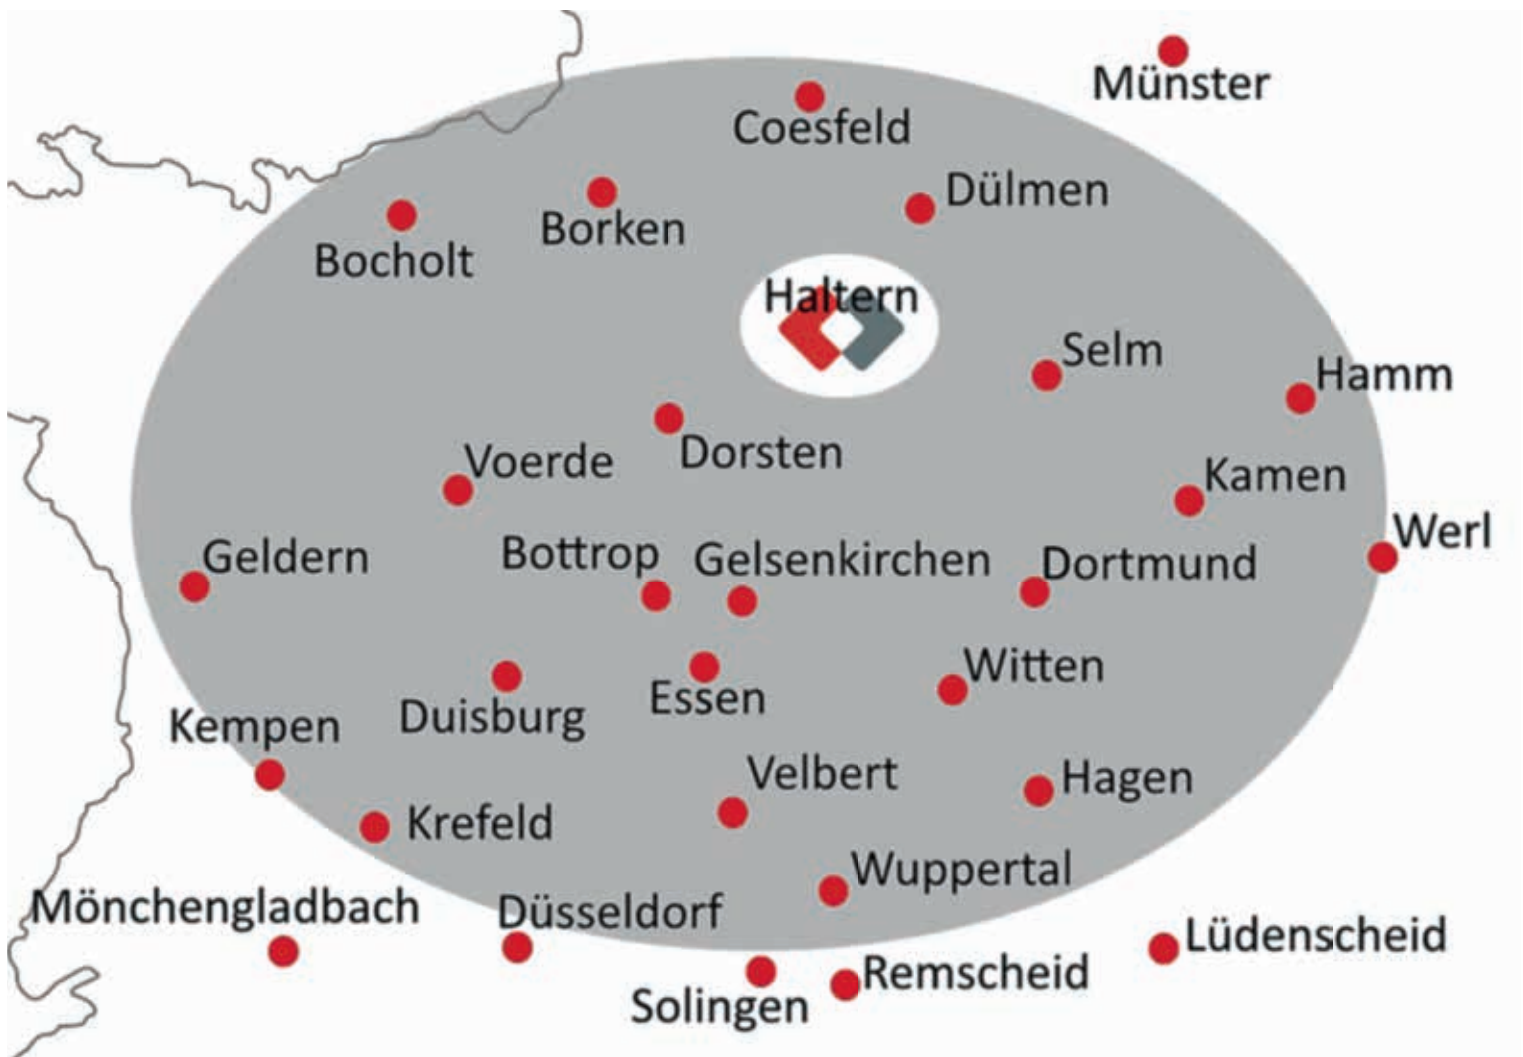 Münster
Coesfeld
Dülmen
Borken
Bocholt
Haltern
Selm
Hamm
Dorsten
Voerde
Kamen
Werl
Geldern
Bottrop
Gelsenkirchen
Dortmund
Witten
Essen
Duisburg
Kempen
Velbert
Hagen
Krefeld
Wuppertal
Mönchengladbach
Düsseldorf
Lüdenscheid
Remscheid
Solingen